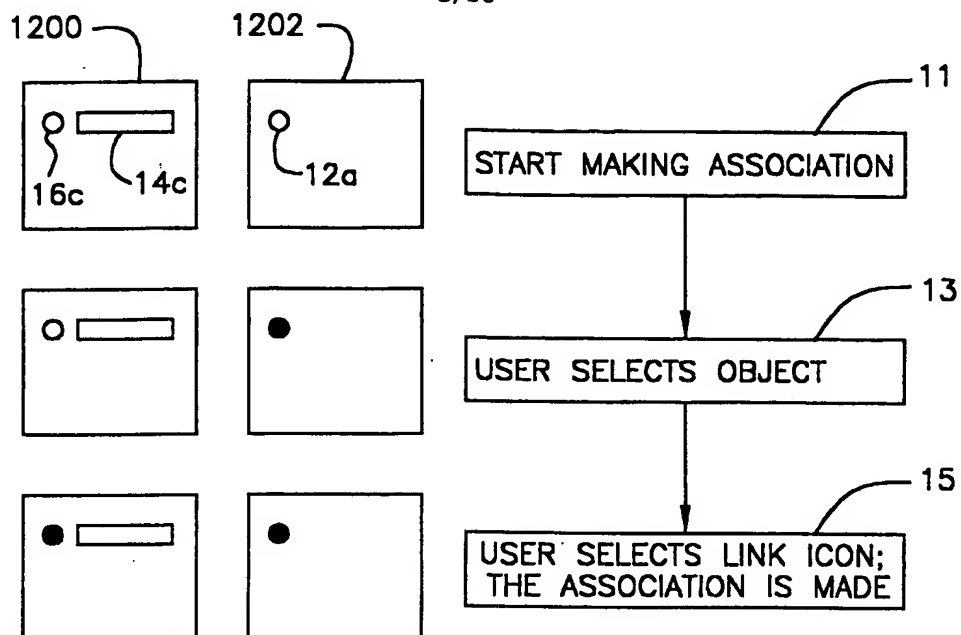 1200
1202
11
16c
14c
12a
START MAKING ASSOCIATION
13
USER SELECTS OBJECT
15
USER SELECTS LINK ICON;
THE ASSOCIATION IS MADE